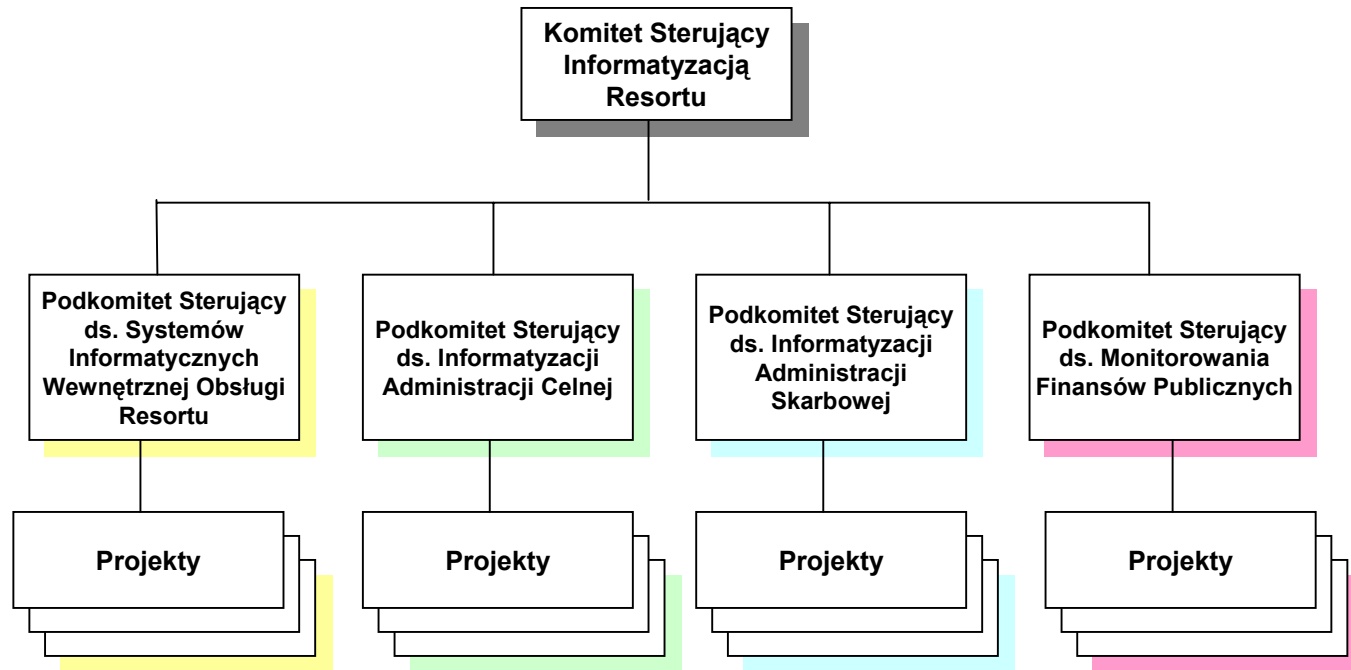 Komitet Sterujący
Informatyzacją
Resortu
Podkomitet Sterujący
ds. Systemów
Informatycznych
Wewnętrznej Obsługi
Resortu
Podkomitet Sterujący
ds. Informatyzacji
Administracji Celnej
Podkomitet Sterujący
ds. Informatyzacji
Administracji
Skarbowej
Podkomitet Sterujący
ds. Monitorowania
Finansów Publicznych
Projekty
Projekty
Projekty
Projekty